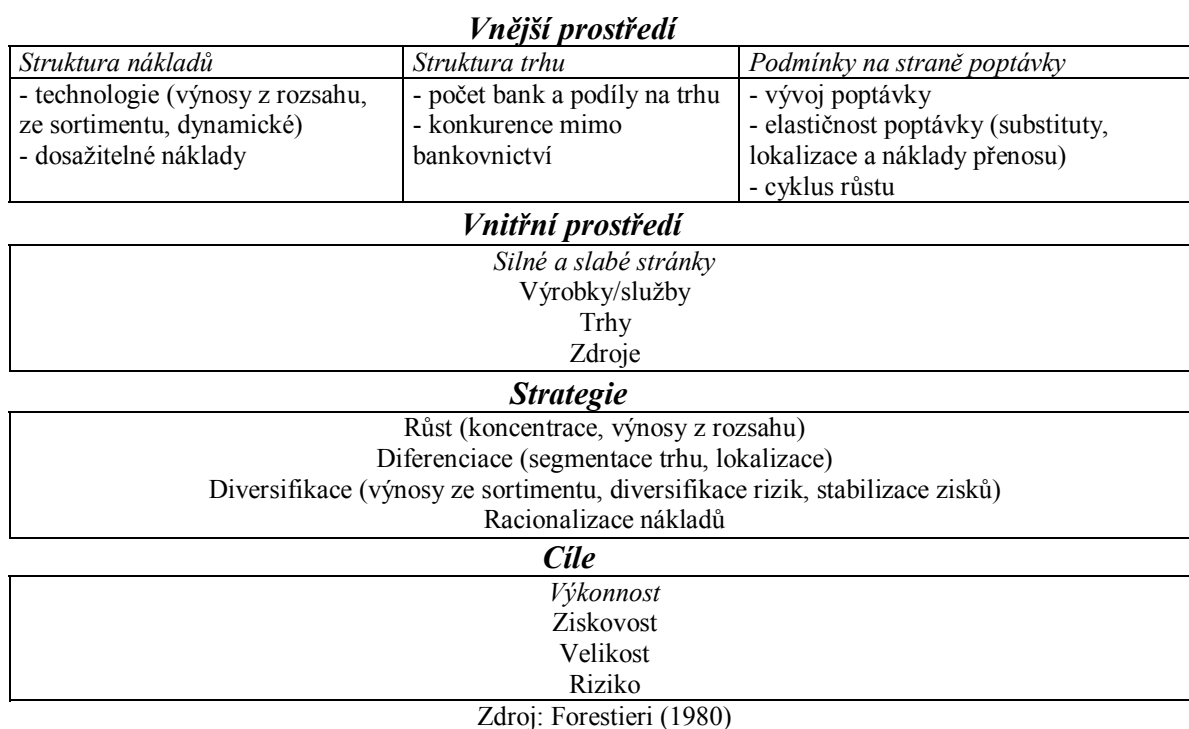 Vnější prostředí
Struktura nákladů
- technologie (výnosy z rozsahu,
ze sortimentu, dynamické)
- dosažitelné náklady
Struktura trhu
- počet bank a podíly na trhu
- konkurence mimo
bankovnictví
Podmínky na straně poptávky
- vývoj poptávky
- elastičnost poptávky (substituty,
lokalizace a náklady přenosu)
- cyklus růstu
Vnitřní prostředí
Silné a slabé stránky
Výrobky/služby
Trhy
Zdroje
Strategie
Růst (koncentrace, výnosy z rozsahu)
Diferenciace (segmentace trhu, lokalizace)
Diversifikace (výnosy ze sortimentu, diversifikace rizik, stabilizace zisků)
Racionalizace nákladů
Cíle
Výkonnost
Ziskovost
Velikost
Riziko
Zdroj: Forestieri (1980)